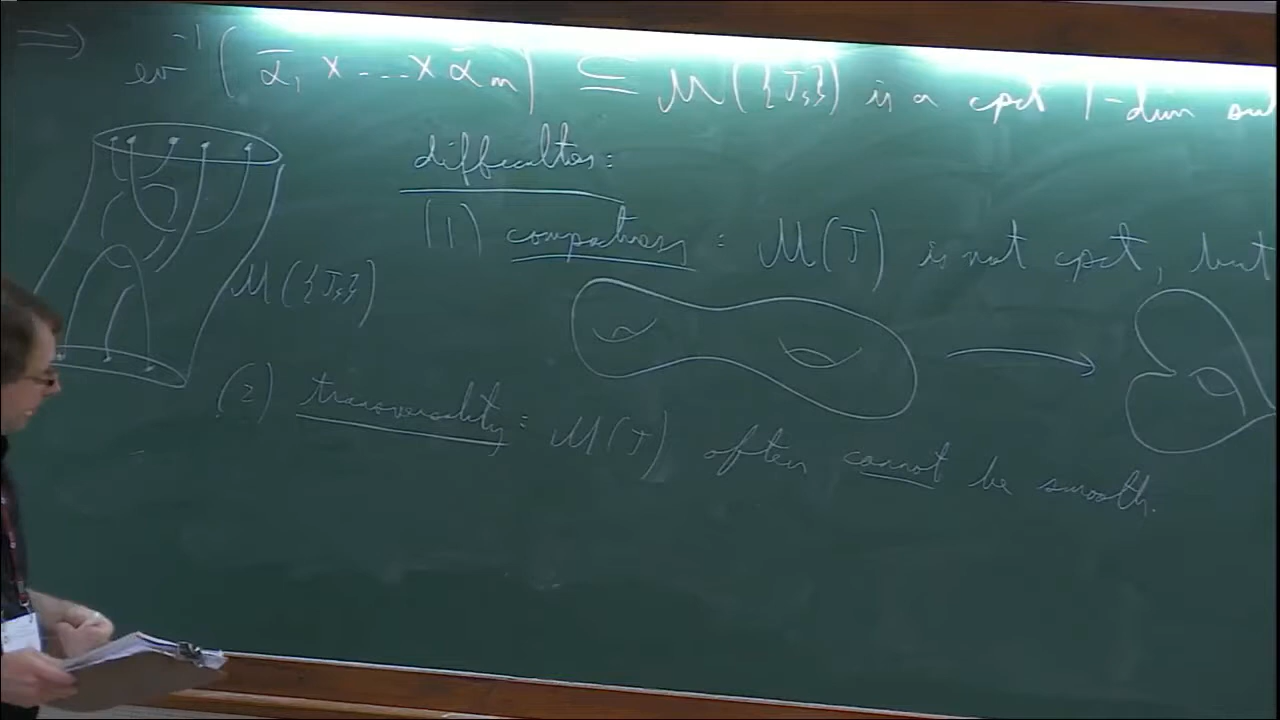 ⟹ ev⁻¹(ᾱ₁ × ... × ᾱₘ) ⊆ M({Jₛ}) is a cpct 1-dim
difficulties:
(1) compactness: M(J) is not cpct, but
M({Jₛ})
(2) transversality: M(J) often cannot be smooth.